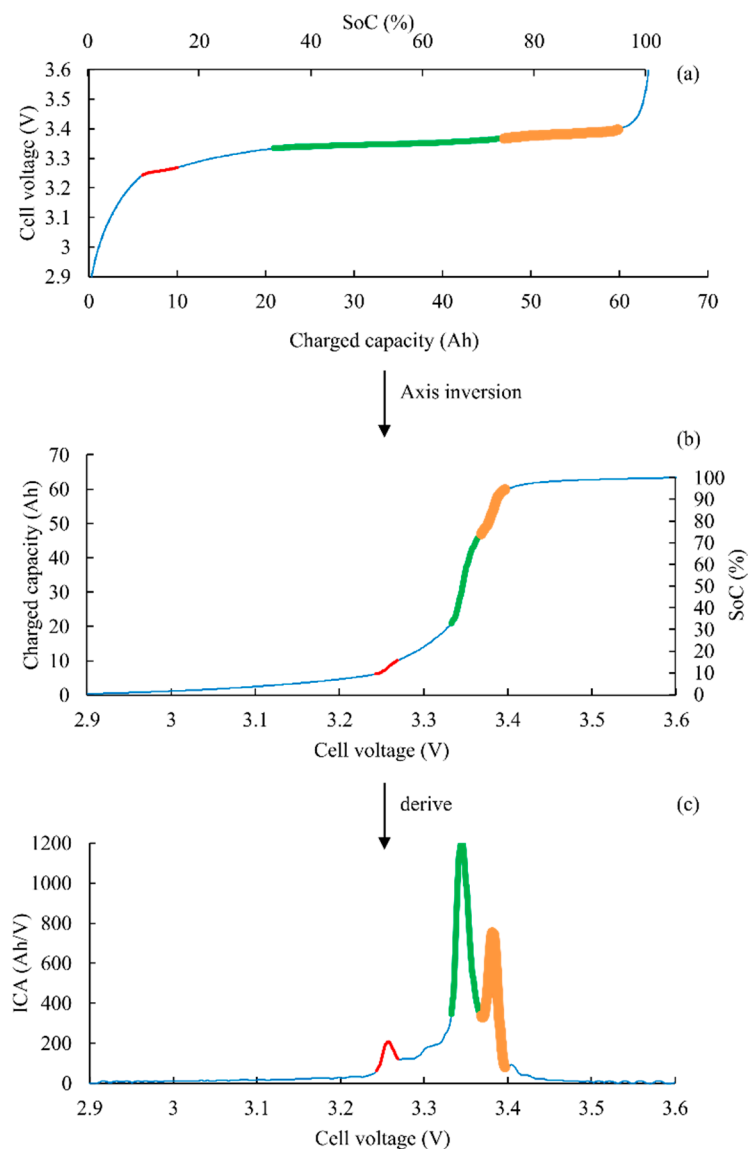 SoC (%)
0 20 40 60 80 100
(a)
3.6
3.5
3.4
3.3
3.2
3.1
3
2.9
Cell voltage (V)
0 10 20 30 40 50 60 70
Charged capacity (Ah)
Axis inversion
(b)
70
60
50
40
30
20
10
0
Charged capacity (Ah)
100
90
80
70
60
50
40
30
20
10
0
SoC (%)
2.9 3 3.1 3.2 3.3 3.4 3.5 3.6
Cell voltage (V)
derive
(c)
1200
1000
800
600
400
200
0
ICA (Ah/V)
2.9 3 3.1 3.2 3.3 3.4 3.5 3.6
Cell voltage (V)